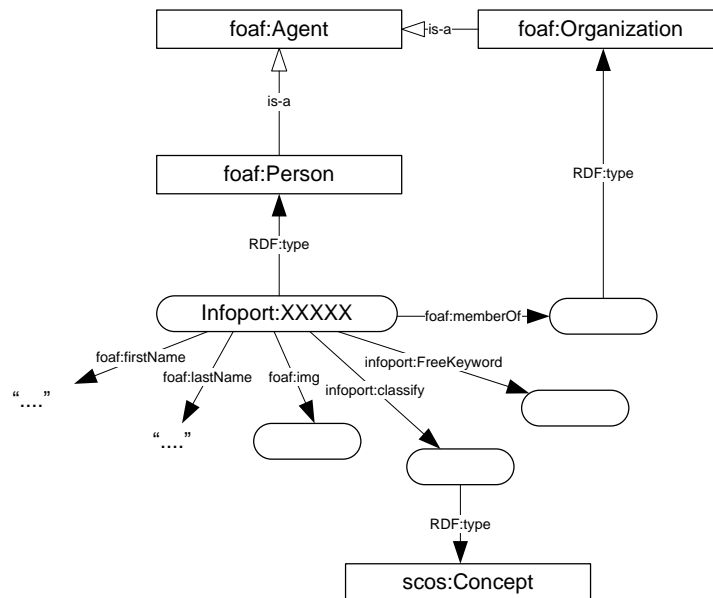 foaf:Agent
is-a
foaf:Organization
is-a
foaf:Person
RDF:type
RDF:type
Infoport:XXXXX
foaf:memberOf
foaf:firstName
foaf:lastName
foaf:img
infoport:FreeKeyword
infoport:classify
“....”
“....”
RDF:type
scos:Concept